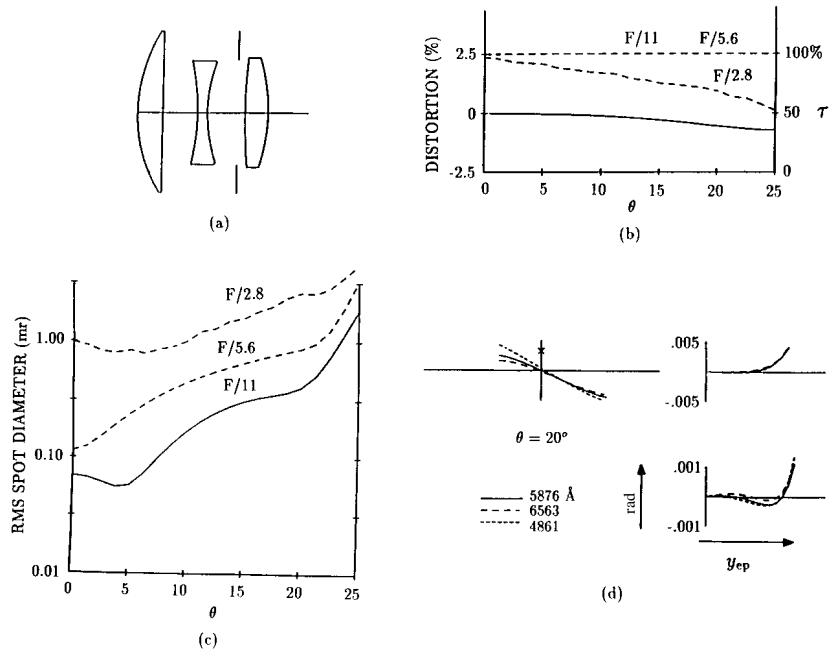 (a)
DISTORTION (%)
2.5
0
-2.5
F/11
F/5.6
F/2.8
100%
50
τ
0
0
5
10
15
20
25
θ
(b)
RMS SPOT DIAMETER (mr)
1.00
0.10
0.01
F/2.8
F/5.6
F/11
0
5
10
15
20
25
θ
(c)
θ = 20°
5876 Å
6563
4861
.005
-.005
rad
.001
-.001
yep
(d)